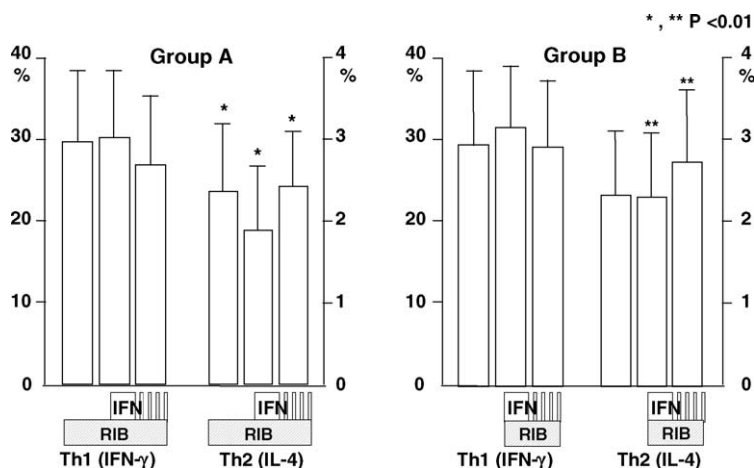 *, ** P <0.01
Group A
40
%
30
20
10
0
4
%
3
2
1
0
* * *
IFN
RIB
Th1 (IFN-γ)
IFN
RIB
Th2 (IL-4)
Group B
40
%
30
20
10
0
4
%
3
2
1
0
** **
IFN
RIB
Th1 (IFN-γ)
IFN
RIB
Th2 (IL-4)